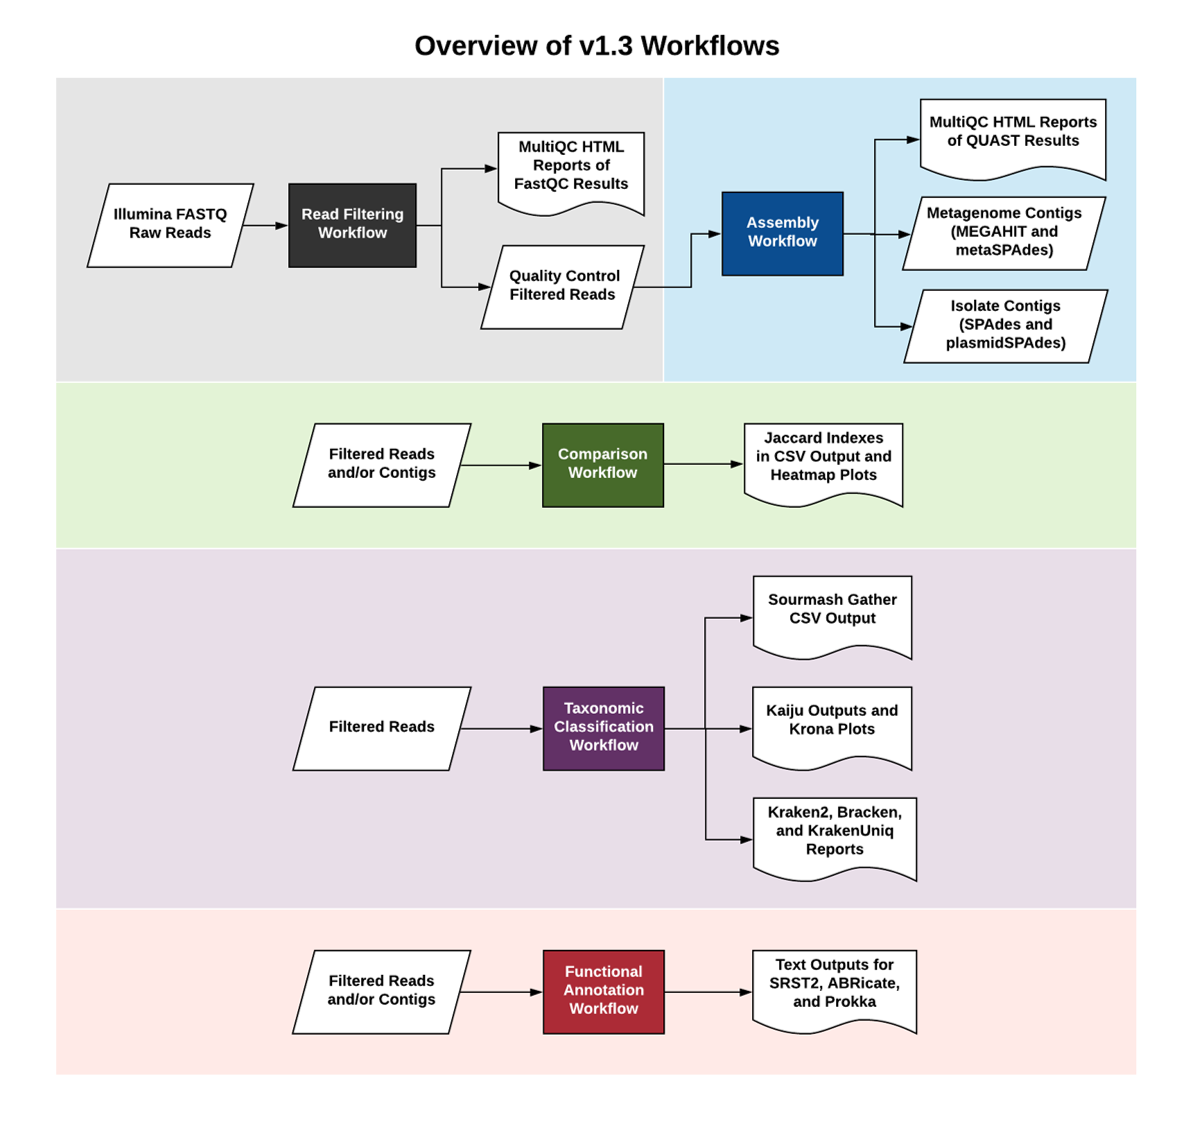 Overview of v1.3 Workflows
Illumina FASTQ
Raw Reads
Read Filtering
Workflow
MultiQC HTML
Reports of
FastQC Results
Quality Control
Filtered Reads
Assembly
Workflow
MultiQC HTML Reports
of QUAST Results
Metagenome Contigs
(MEGAHIT and
metaSPAdes)
Isolate Contigs
(SPAdes and
plasmidSPAdes)
Filtered Reads
and/or Contigs
Comparison
Workflow
Jaccard Indexes
in CSV Output and
Heatmap Plots
Filtered Reads
Taxonomic
Classification
Workflow
Sourmash Gather
CSV Output
Kaiju Outputs and
Krona Plots
Kraken2, Bracken,
and KrakenUniq
Reports
Filtered Reads
and/or Contigs
Functional
Annotation
Workflow
Text Outputs for
SRST2, ABRicate,
and Prokka